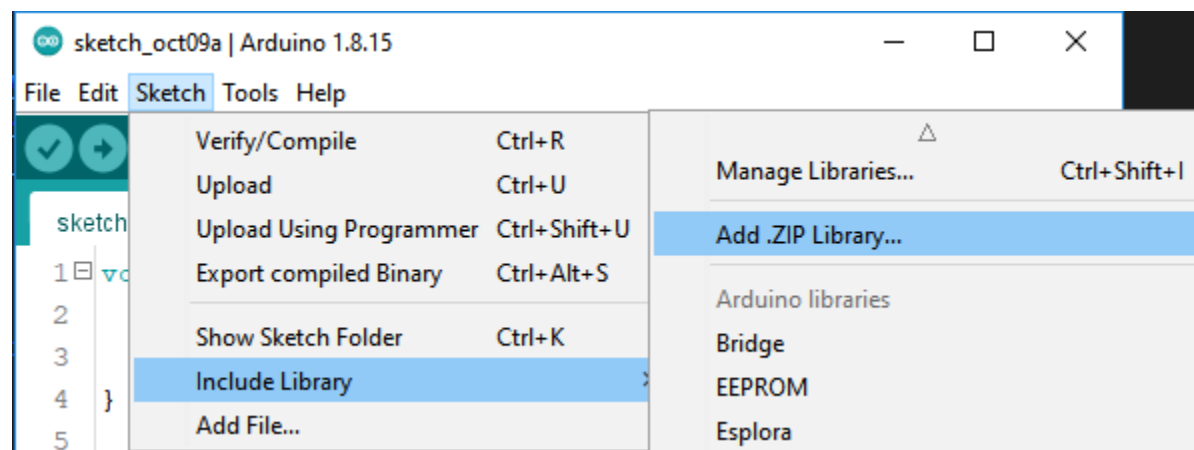 sketch_oct09a | Arduino 1.8.15
File Edit Sketch Tools Help
Verify/Compile Ctrl+R
Upload Ctrl+U
Upload Using Programmer Ctrl+Shift+U
Export compiled Binary Ctrl+Alt+S
Show Sketch Folder Ctrl+K
Include Library
Add File...
Manage Libraries... Ctrl+Shift+I
Add .ZIP Library...
Arduino libraries
Bridge
EEPROM
Esplora
sketch
1 vo
2
3
4 }
5